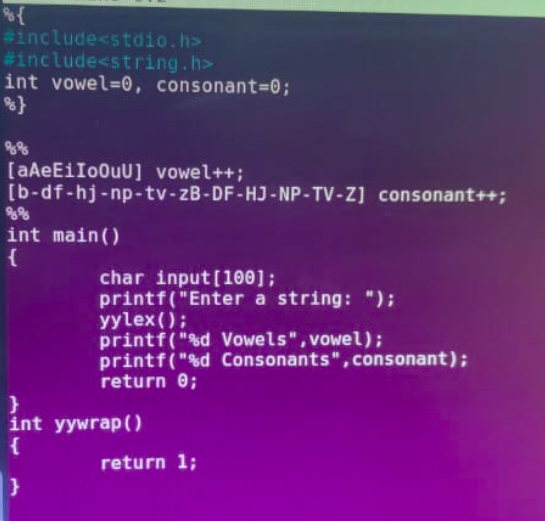 %{
#include<stdio.h>
#include<string.h>
int vowel=0, consonant=0;
%}

%%
[aAeEiIoOuU] vowel++;
[b-df-hj-np-tv-zB-DF-HJ-NP-TV-Z] consonant++;
%%
int main()
{
        char input[100];
        printf("Enter a string: ");
        yylex();
        printf("%d Vowels",vowel);
        printf("%d Consonants",consonant);
        return 0;
}
int yywrap()
{
        return 1;
}